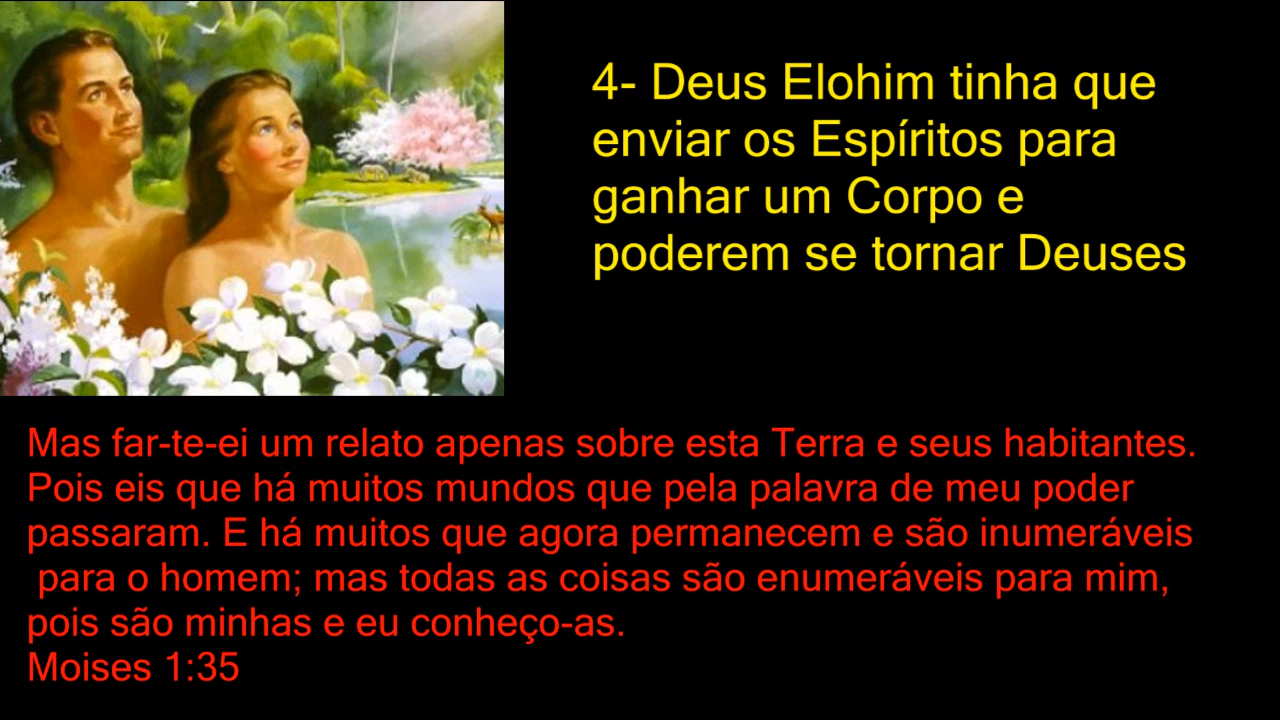 4- Deus Elohim tinha que
enviar os Espíritos para
ganhar um Corpo e
poderem se tornar Deuses
Mas far-te-ei um relato apenas sobre esta Terra e seus habitantes.
Pois eis que há muitos mundos que pela palavra de meu poder
passaram. E há muitos que agora permanecem e são inumeráveis
para o homem; mas todas as coisas são enumeráveis para mim,
pois são minhas e eu conheço-as.
Moises 1:35